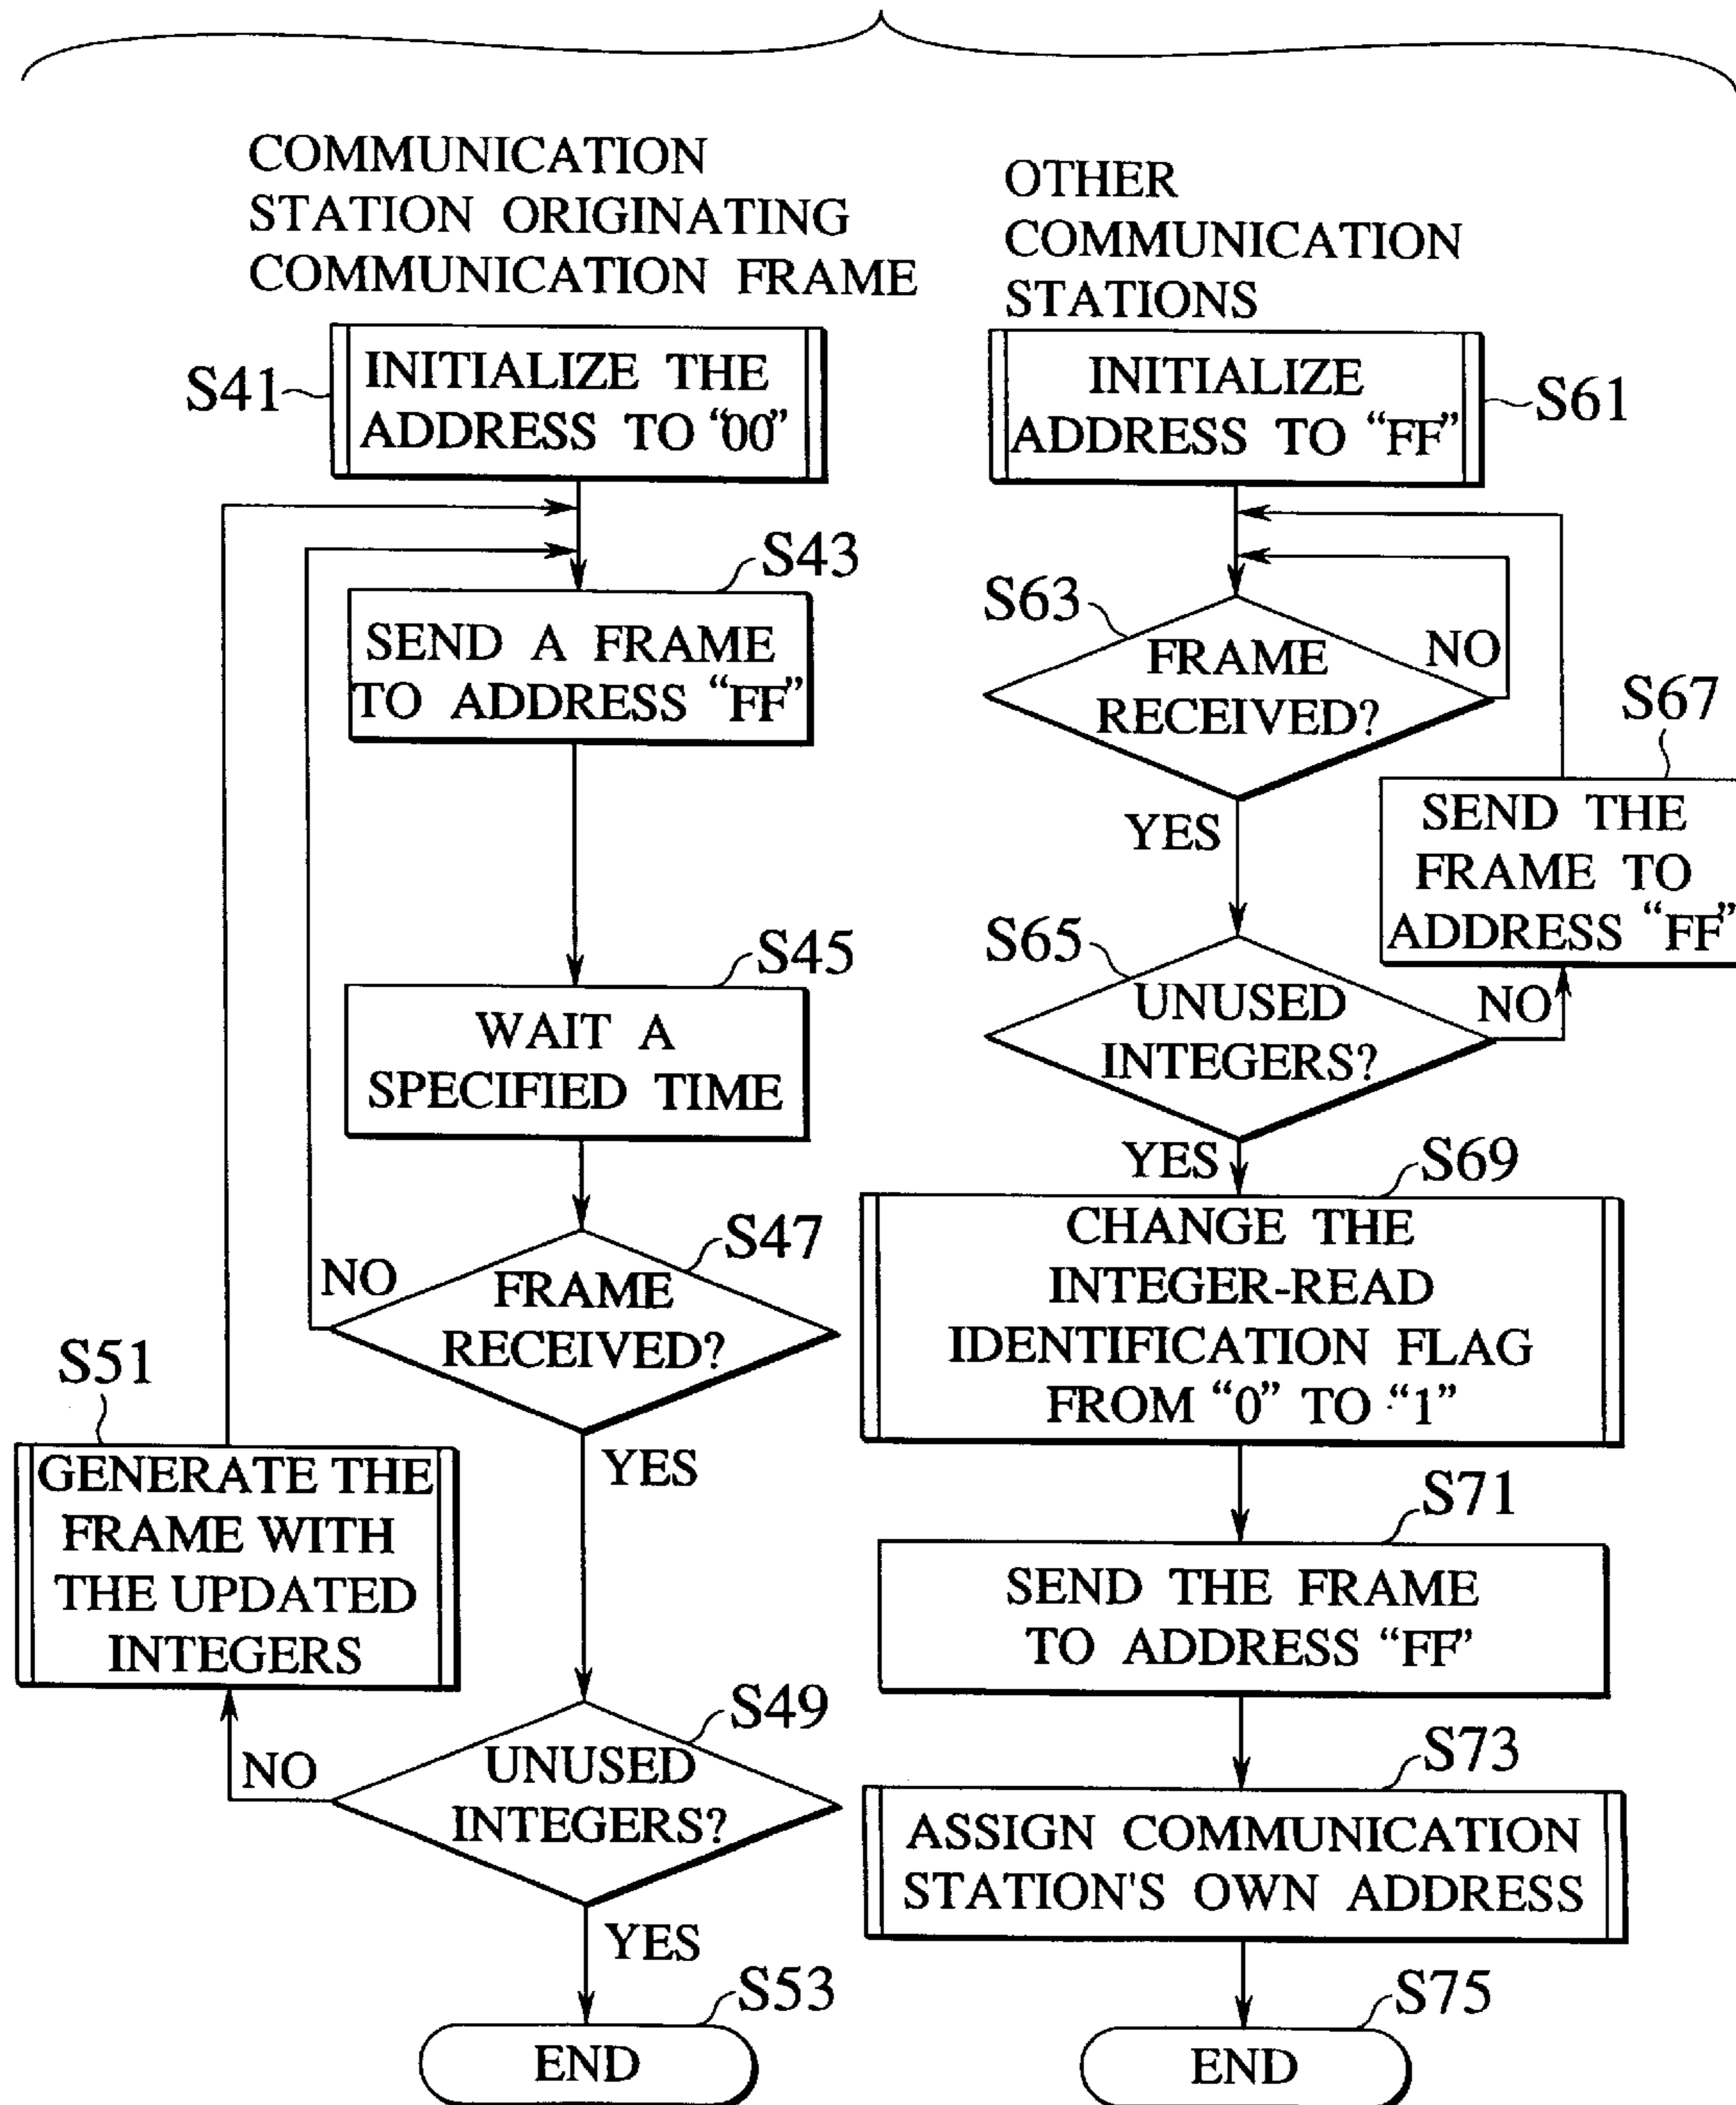 COMMUNICATION
STATION ORIGINATING
COMMUNICATION FRAME
S41
INITIALIZE THE
ADDRESS TO "00"
S43
SEND A FRAME
TO ADDRESS "FF"
S45
WAIT A
SPECIFIED TIME
S47
FRAME
RECEIVED?
NO
YES
S51
GENERATE THE
FRAME WITH
THE UPDATED
INTEGERS
S49
UNUSED
INTEGERS?
NO
YES
S53
END
OTHER
COMMUNICATION
STATIONS
INITIALIZE
ADDRESS TO "FF"
S61
S63
FRAME
RECEIVED?
NO
YES
S67
SEND THE
FRAME TO
ADDRESS "FF"
S65
UNUSED
INTEGERS?
NO
YES
S69
CHANGE THE
INTEGER-READ
IDENTIFICATION FLAG
FROM "0" TO "1"
S71
SEND THE FRAME
TO ADDRESS "FF"
S73
ASSIGN COMMUNICATION
STATION'S OWN ADDRESS
S75
END